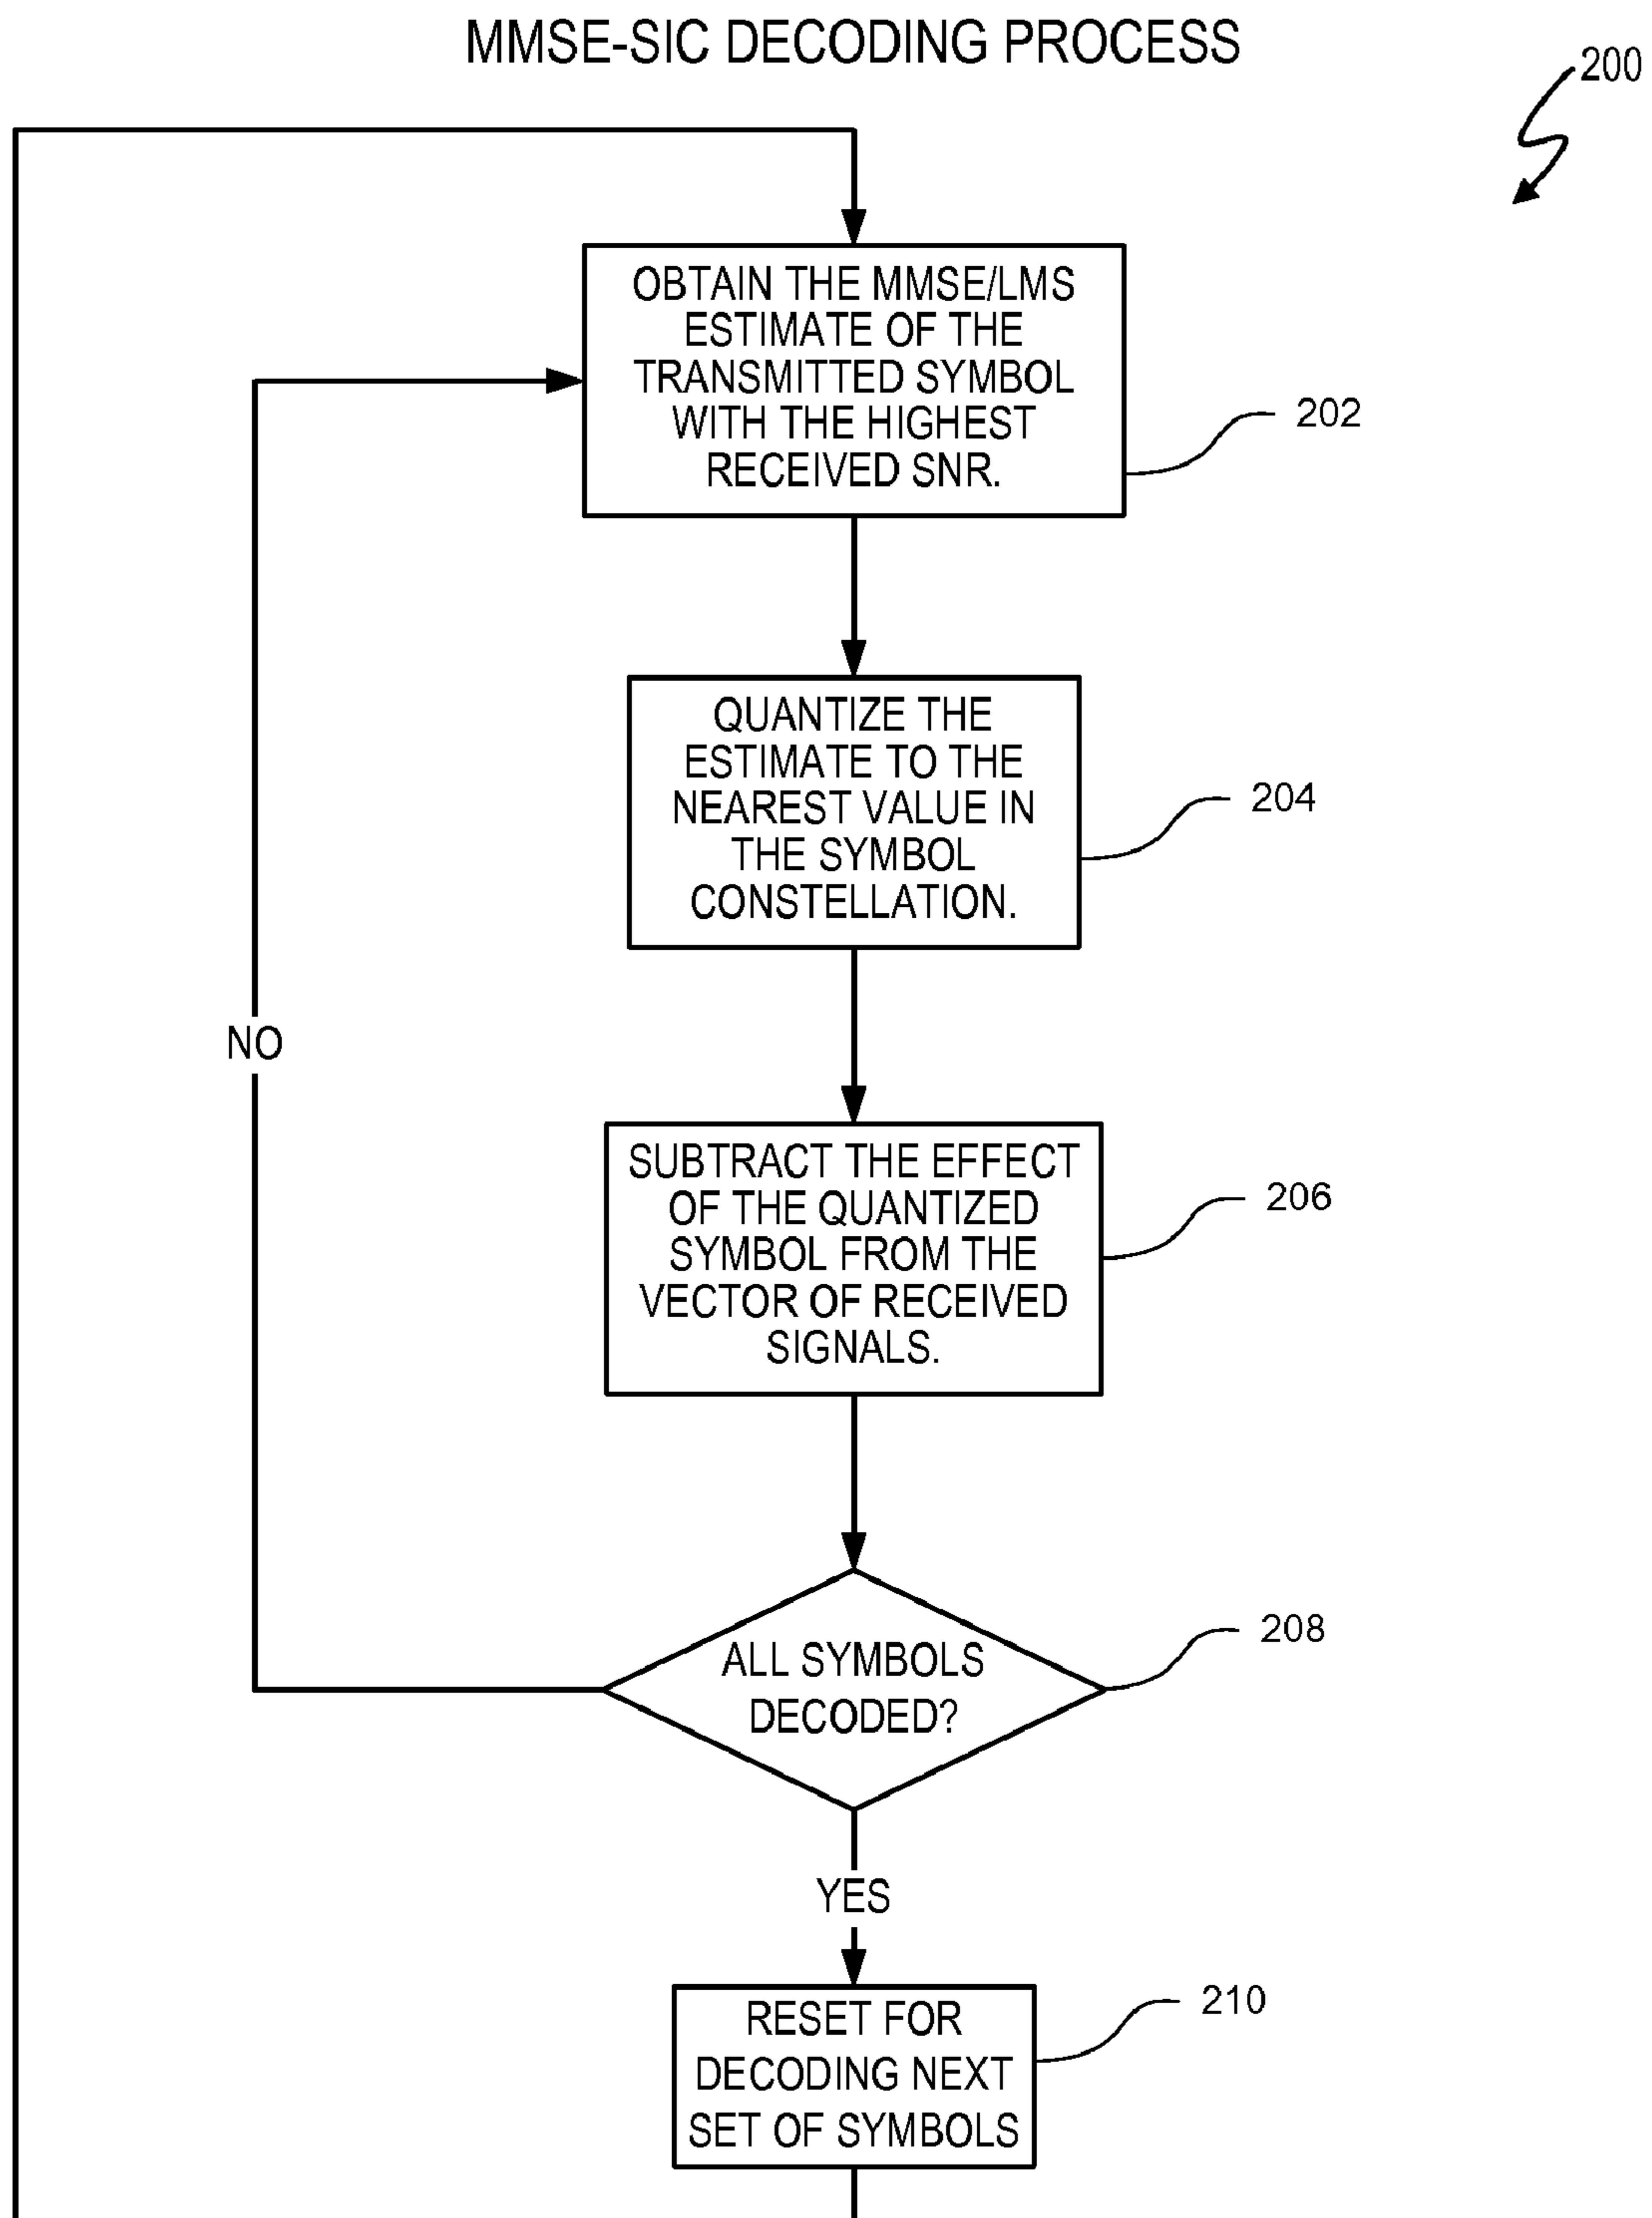 MMSE-SIC DECODING PROCESS
200
OBTAIN THE MMSE/LMS
ESTIMATE OF THE
TRANSMITTED SYMBOL
WITH THE HIGHEST
RECEIVED SNR.
202
QUANTIZE THE
ESTIMATE TO THE
NEAREST VALUE IN
THE SYMBOL
CONSTELLATION.
204
NO
SUBTRACT THE EFFECT
OF THE QUANTIZED
SYMBOL FROM THE
VECTOR OF RECEIVED
SIGNALS.
206
ALL SYMBOLS
DECODED?
208
YES
RESET FOR
DECODING NEXT
SET OF SYMBOLS
210